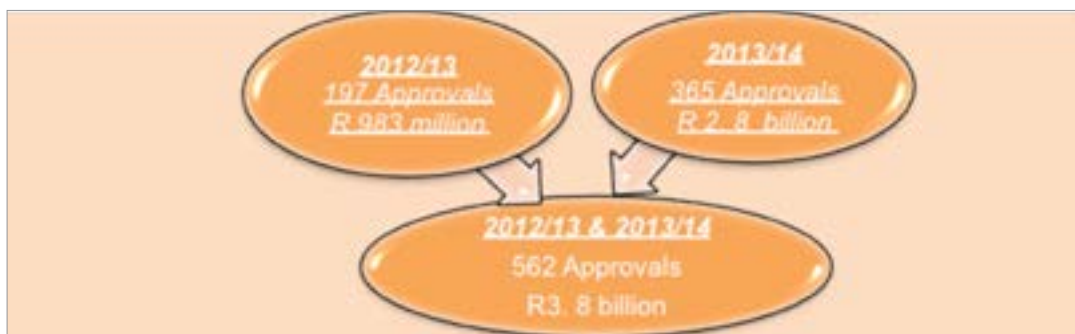 2012/13
197 Approvals
R 983 million
2013/14
365 Approvals
R 2. 8 billion
2012/13 & 2013/14
562 Approvals
R3. 8 billion